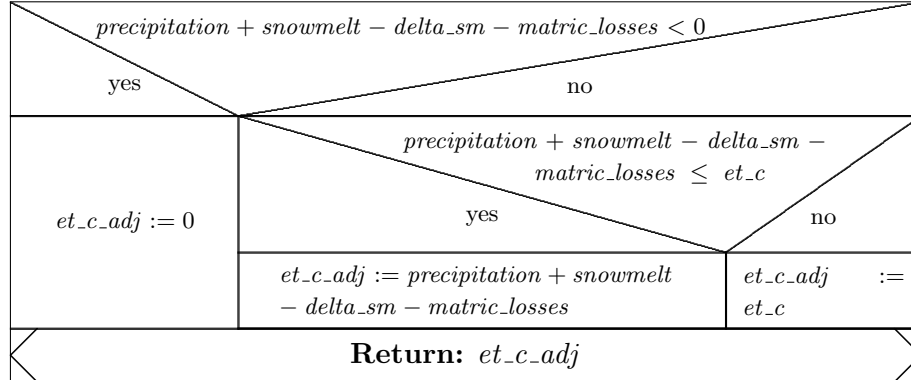 precipitation + snowmelt − delta_sm − matric_losses < 0
yes
no
precipitation + snowmelt − delta_sm −
matric_losses ≤ et_c
et_c_adj := 0
yes
no
et_c_adj := precipitation + snowmelt
− delta_sm − matric_losses
et_c_adj :=
et_c
Return: et_c_adj